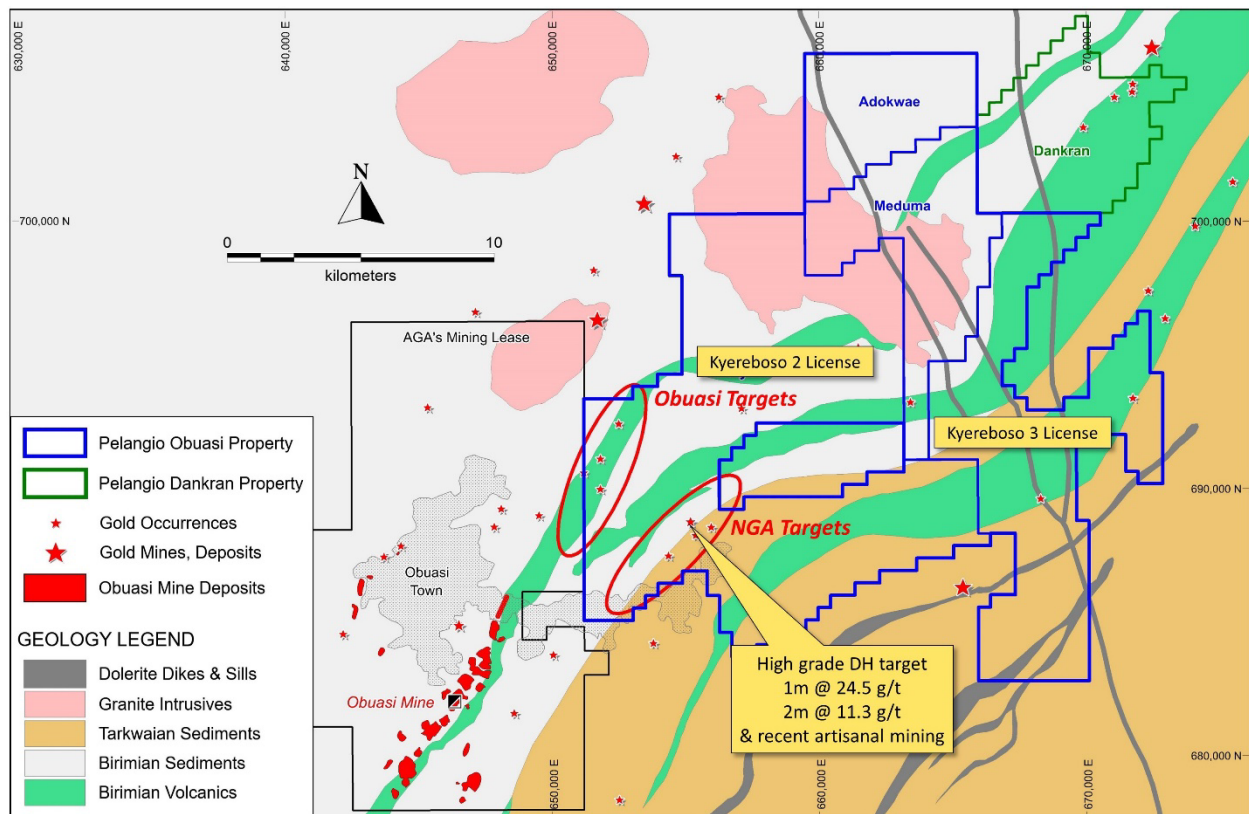 630,000 E
640,000 E
650,000 E
670,000 E
Adokwae
Dankran
N
Meduma
700,000 N
700,000 N
0
10
kilometers
AGA's Mining Lease
Kyereboso 2 License
Obuasi Targets
Kyereboso 3 License
Pelangio Obuasi Property
Pelangio Dankran Property
Gold Occurrences
Gold Mines, Deposits
Obuasi Mine Deposits
690,000 N
NGA Targets
Obuasi
Town
GEOLOGY LEGEND
Dolerite Dikes & Sills
Granite Intrusives
Tarkwaian Sediments
Birimian Sediments
Birimian Volcanics
Obuasi Mine
High grade DH target
1m @ 24.5 g/t
2m @ 11.3 g/t
& recent artisanal mining
680,000 N
650,000 E
660,000 E
670,000 E